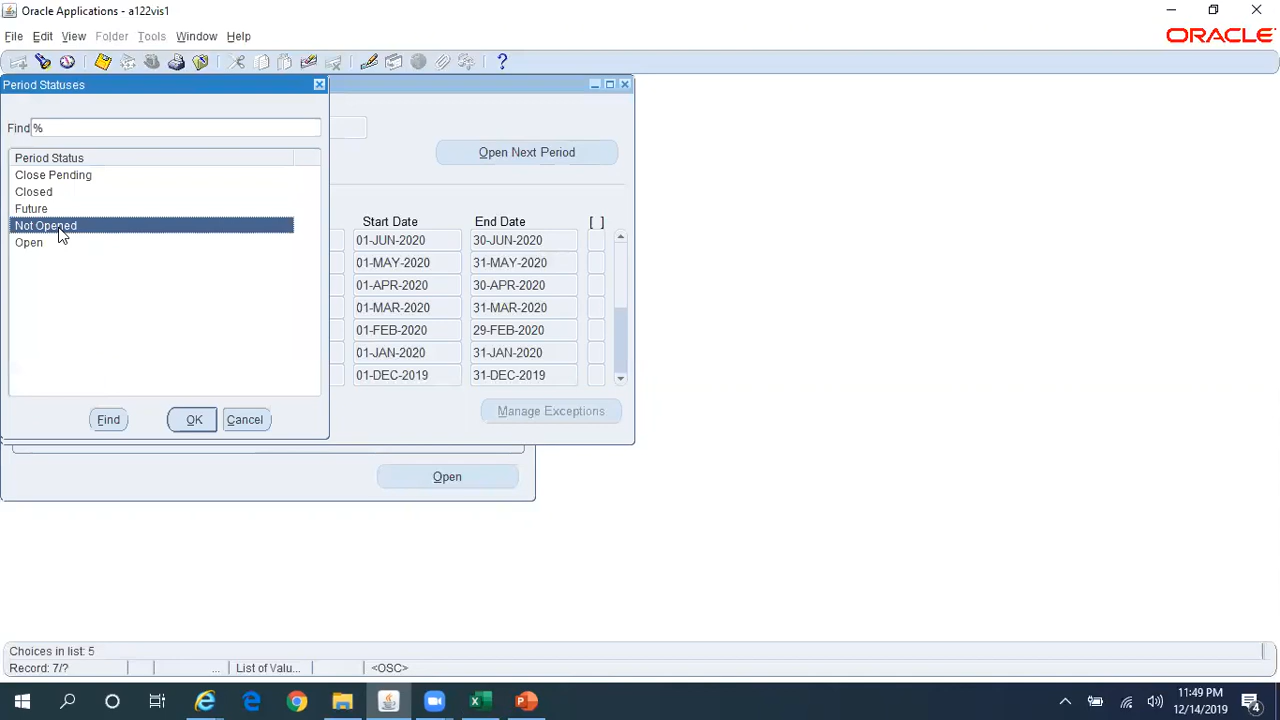 Oracle Applications - a122vis1
File Edit View Folder Tools Window Help
ORACLE
Period Statuses
Find %
Period Status
Close Pending
Closed
Future
Not Opened
Open
Find OK Cancel
Open Next Period
Start Date End Date [ ]
01-JUN-2020 30-JUN-2020
01-MAY-2020 31-MAY-2020
01-APR-2020 30-APR-2020
01-MAR-2020 31-MAR-2020
01-FEB-2020 29-FEB-2020
01-JAN-2020 31-JAN-2020
01-DEC-2019 31-DEC-2019
Manage Exceptions
Open
Choices in list: 5
Record: 7/? ... List of Valu... <OSC>
11:49 PM
12/14/2019
4